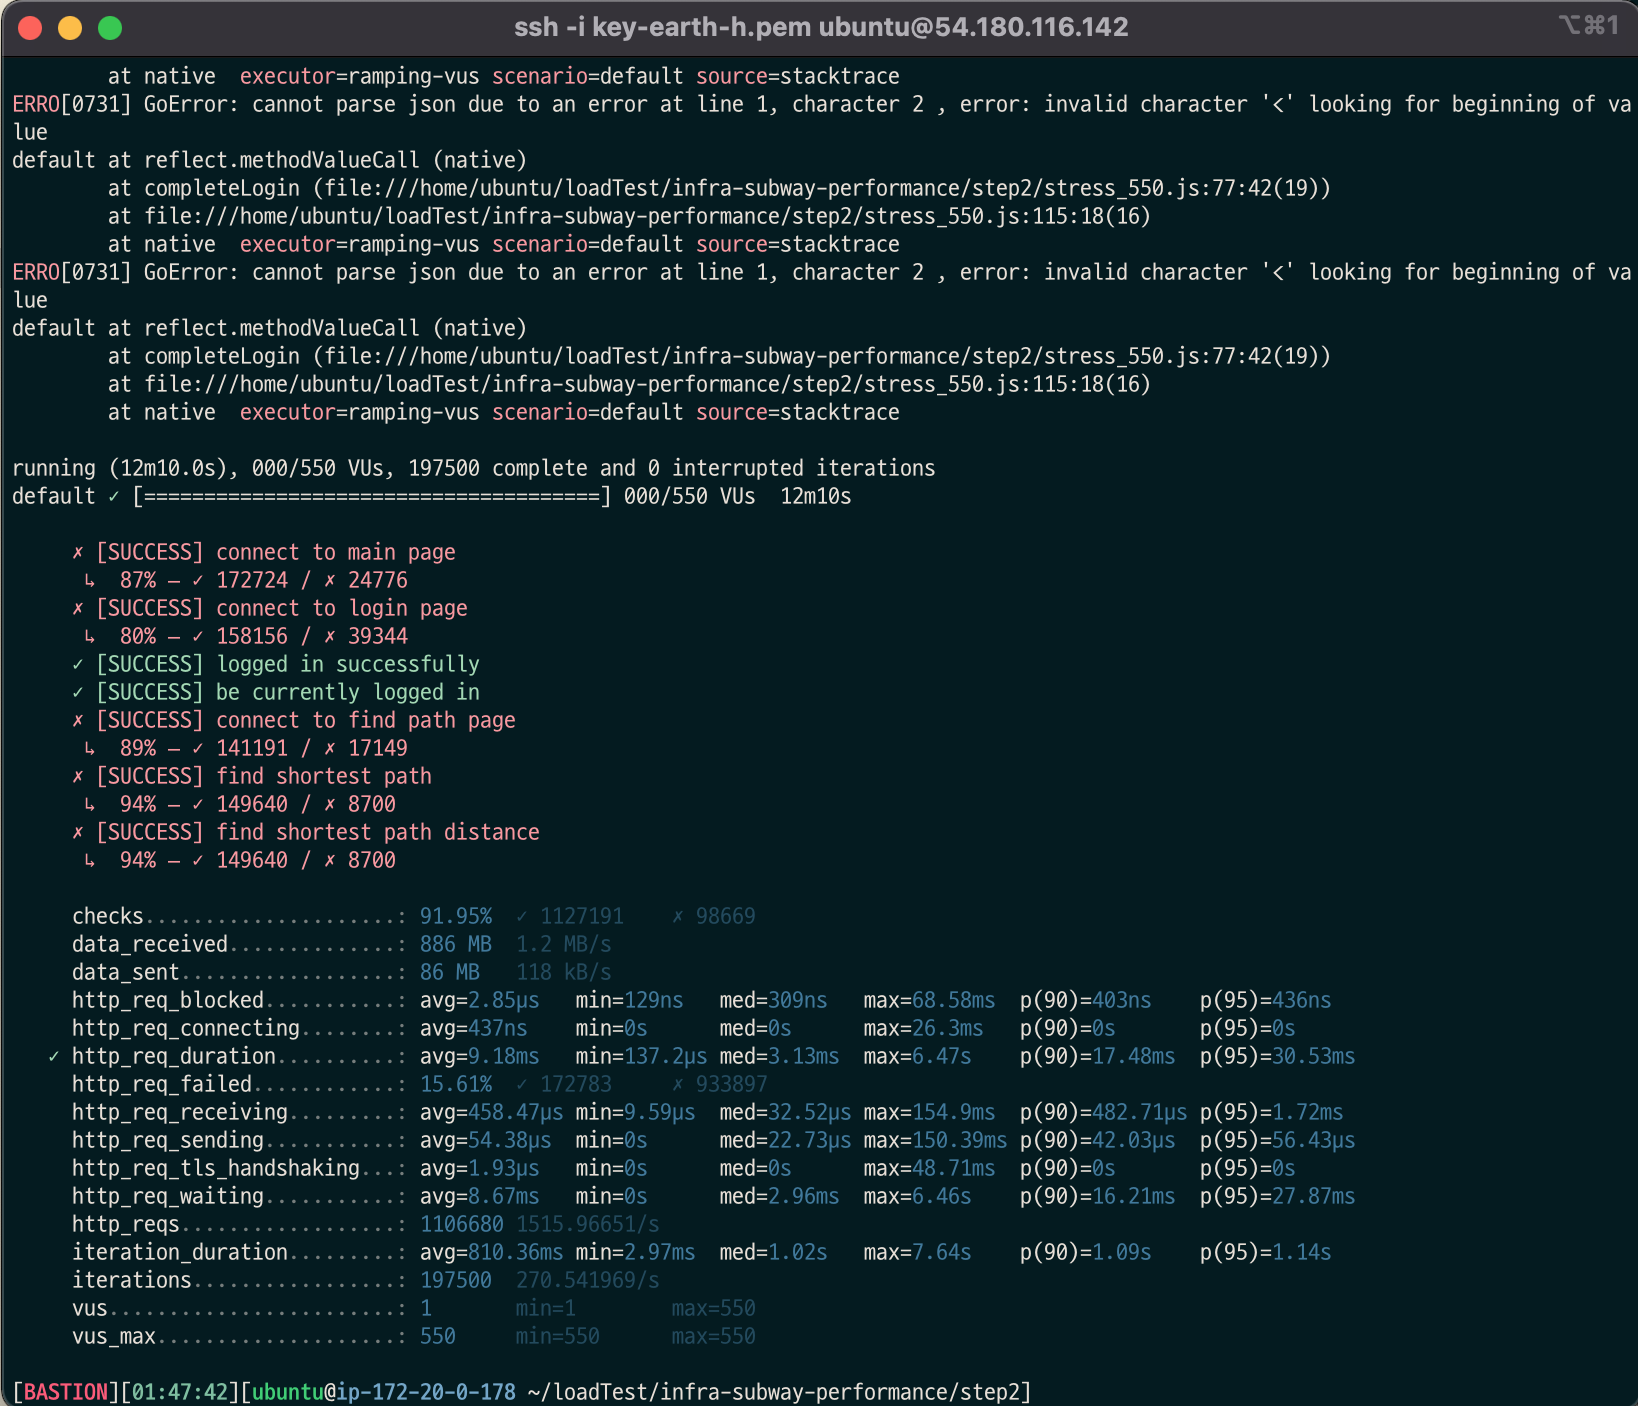 ssh -i key-earth-h.pem ubuntu@54.180.116.142
⌥⌘1
at native  executor=ramping-vus scenario=default source=stacktrace
ERRO[0731] GoError: cannot parse json due to an error at line 1, character 2 , error: invalid character '<' looking for beginning of va
lue
default at reflect.methodValueCall (native)
at completeLogin (file:///home/ubuntu/loadTest/infra-subway-performance/step2/stress_550.js:77:42(19))
at file:///home/ubuntu/loadTest/infra-subway-performance/step2/stress_550.js:115:18(16)
at native  executor=ramping-vus scenario=default source=stacktrace
ERRO[0731] GoError: cannot parse json due to an error at line 1, character 2 , error: invalid character '<' looking for beginning of va
lue
default at reflect.methodValueCall (native)
at completeLogin (file:///home/ubuntu/loadTest/infra-subway-performance/step2/stress_550.js:77:42(19))
at file:///home/ubuntu/loadTest/infra-subway-performance/step2/stress_550.js:115:18(16)
at native  executor=ramping-vus scenario=default source=stacktrace
running (12m10.0s), 000/550 VUs, 197500 complete and 0 interrupted iterations
default ✓ [======================================] 000/550 VUs  12m10s
✗ [SUCCESS] connect to main page
↳  87% — ✓ 172724 / ✗ 24776
✗ [SUCCESS] connect to login page
↳  80% — ✓ 158156 / ✗ 39344
✓ [SUCCESS] logged in successfully
✓ [SUCCESS] be currently logged in
✗ [SUCCESS] connect to find path page
↳  89% — ✓ 141191 / ✗ 17149
✗ [SUCCESS] find shortest path
↳  94% — ✓ 149640 / ✗ 8700
✗ [SUCCESS] find shortest path distance
↳  94% — ✓ 149640 / ✗ 8700
checks.....................: 91.95%  ✓ 1127191    ✗ 98669
data_received..............: 886 MB  1.2 MB/s
data_sent..................: 86 MB   118 kB/s
http_req_blocked...........: avg=2.85µs   min=129ns   med=309ns   max=68.58ms  p(90)=403ns    p(95)=436ns
http_req_connecting........: avg=437ns    min=0s      med=0s      max=26.3ms   p(90)=0s       p(95)=0s
✓ http_req_duration..........: avg=9.18ms   min=137.2µs med=3.13ms  max=6.47s    p(90)=17.48ms  p(95)=30.53ms
http_req_failed............: 15.61%  ✓ 172783     ✗ 933897
http_req_receiving.........: avg=458.47µs min=9.59µs  med=32.52µs max=154.9ms  p(90)=482.71µs p(95)=1.72ms
http_req_sending...........: avg=54.38µs  min=0s      med=22.73µs max=150.39ms p(90)=42.03µs  p(95)=56.43µs
http_req_tls_handshaking...: avg=1.93µs   min=0s      med=0s      max=48.71ms  p(90)=0s       p(95)=0s
http_req_waiting...........: avg=8.67ms   min=0s      med=2.96ms  max=6.46s    p(90)=16.21ms  p(95)=27.87ms
http_reqs..................: 1106680 1515.96651/s
iteration_duration.........: avg=810.36ms min=2.97ms  med=1.02s   max=7.64s    p(90)=1.09s    p(95)=1.14s
iterations.................: 197500  270.541969/s
vus........................: 1       min=1        max=550
vus_max....................: 550     min=550      max=550
[BASTION][01:47:42][ubuntu@ip-172-20-0-178 ~/loadTest/infra-subway-performance/step2]